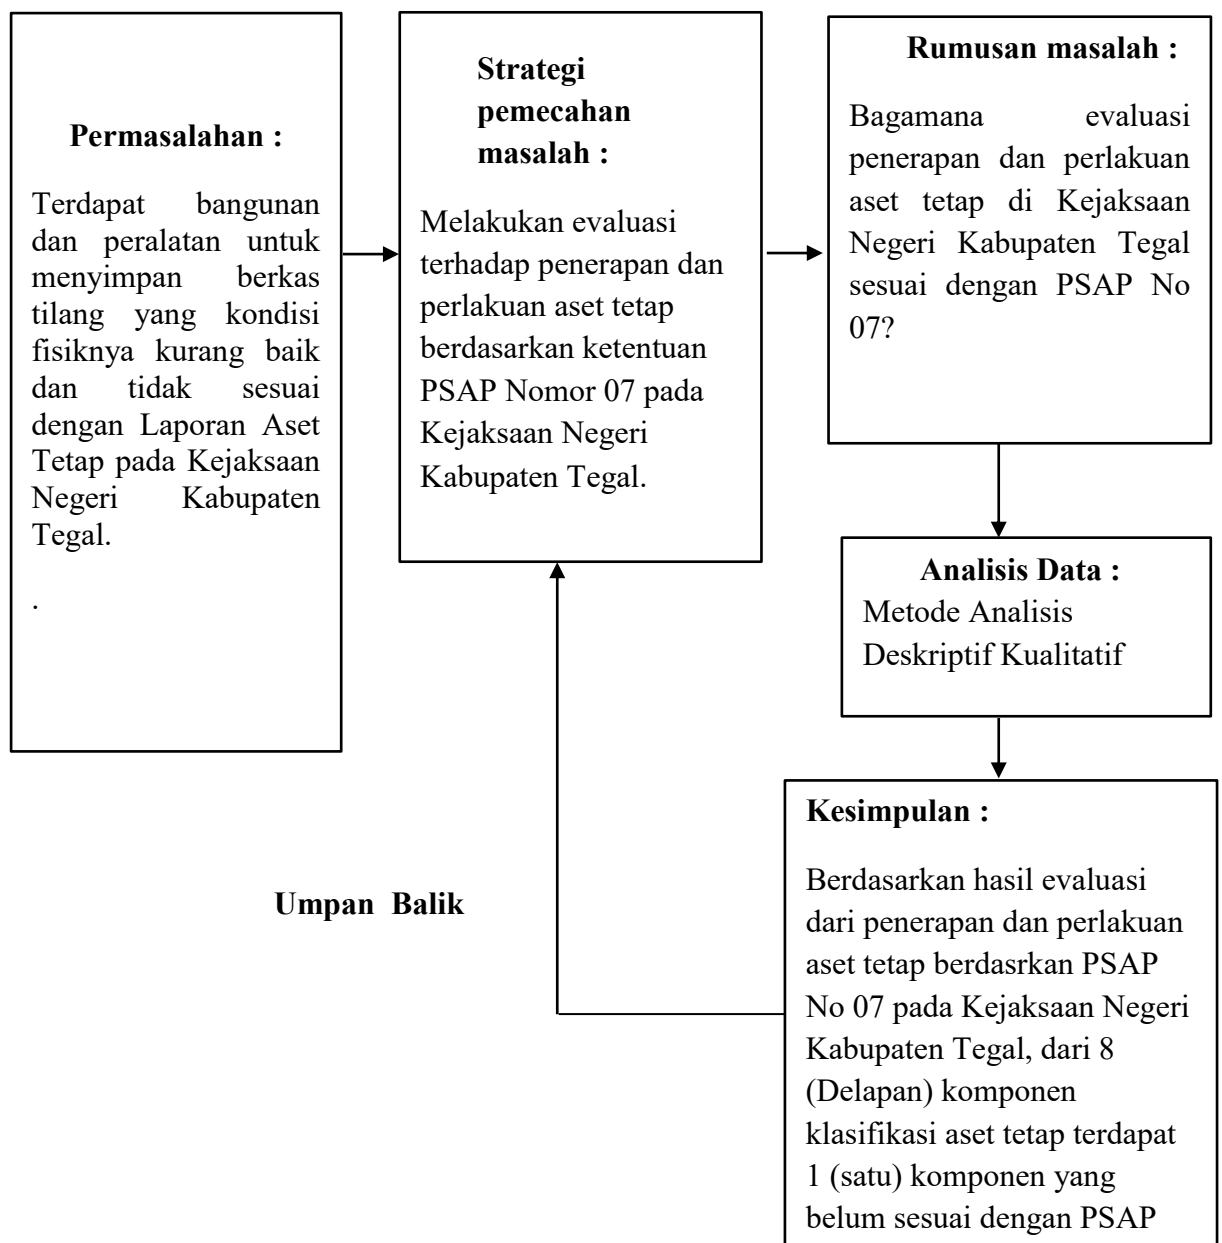 Permasalahan :
Terdapat bangunan
dan peralatan untuk
menyimpan berkas
tilang yang kondisi
fisiknya kurang baik
dan tidak sesuai
dengan Laporan Aset
Tetap pada Kejaksaan
Negeri Kabupaten
Tegal.
.
Strategi
pemecahan
masalah :
Melakukan evaluasi
terhadap penerapan dan
perlakuan aset tetap
berdasarkan ketentuan
PSAP Nomor 07 pada
Kejaksaan Negeri
Kabupaten Tegal.
Rumusan masalah :
Bagamana evaluasi
penerapan dan perlakuan
aset tetap di Kejaksaan
Negeri Kabupaten Tegal
sesuai dengan PSAP No
07?
Analisis Data :
Metode Analisis
Deskriptif Kualitatif
Kesimpulan :
Berdasarkan hasil evaluasi
dari penerapan dan perlakuan
aset tetap berdasrkan PSAP
No 07 pada Kejaksaan Negeri
Kabupaten Tegal, dari 8
(Delapan) komponen
klasifikasi aset tetap terdapat
1 (satu) komponen yang
belum sesuai dengan PSAP
Umpan Balik